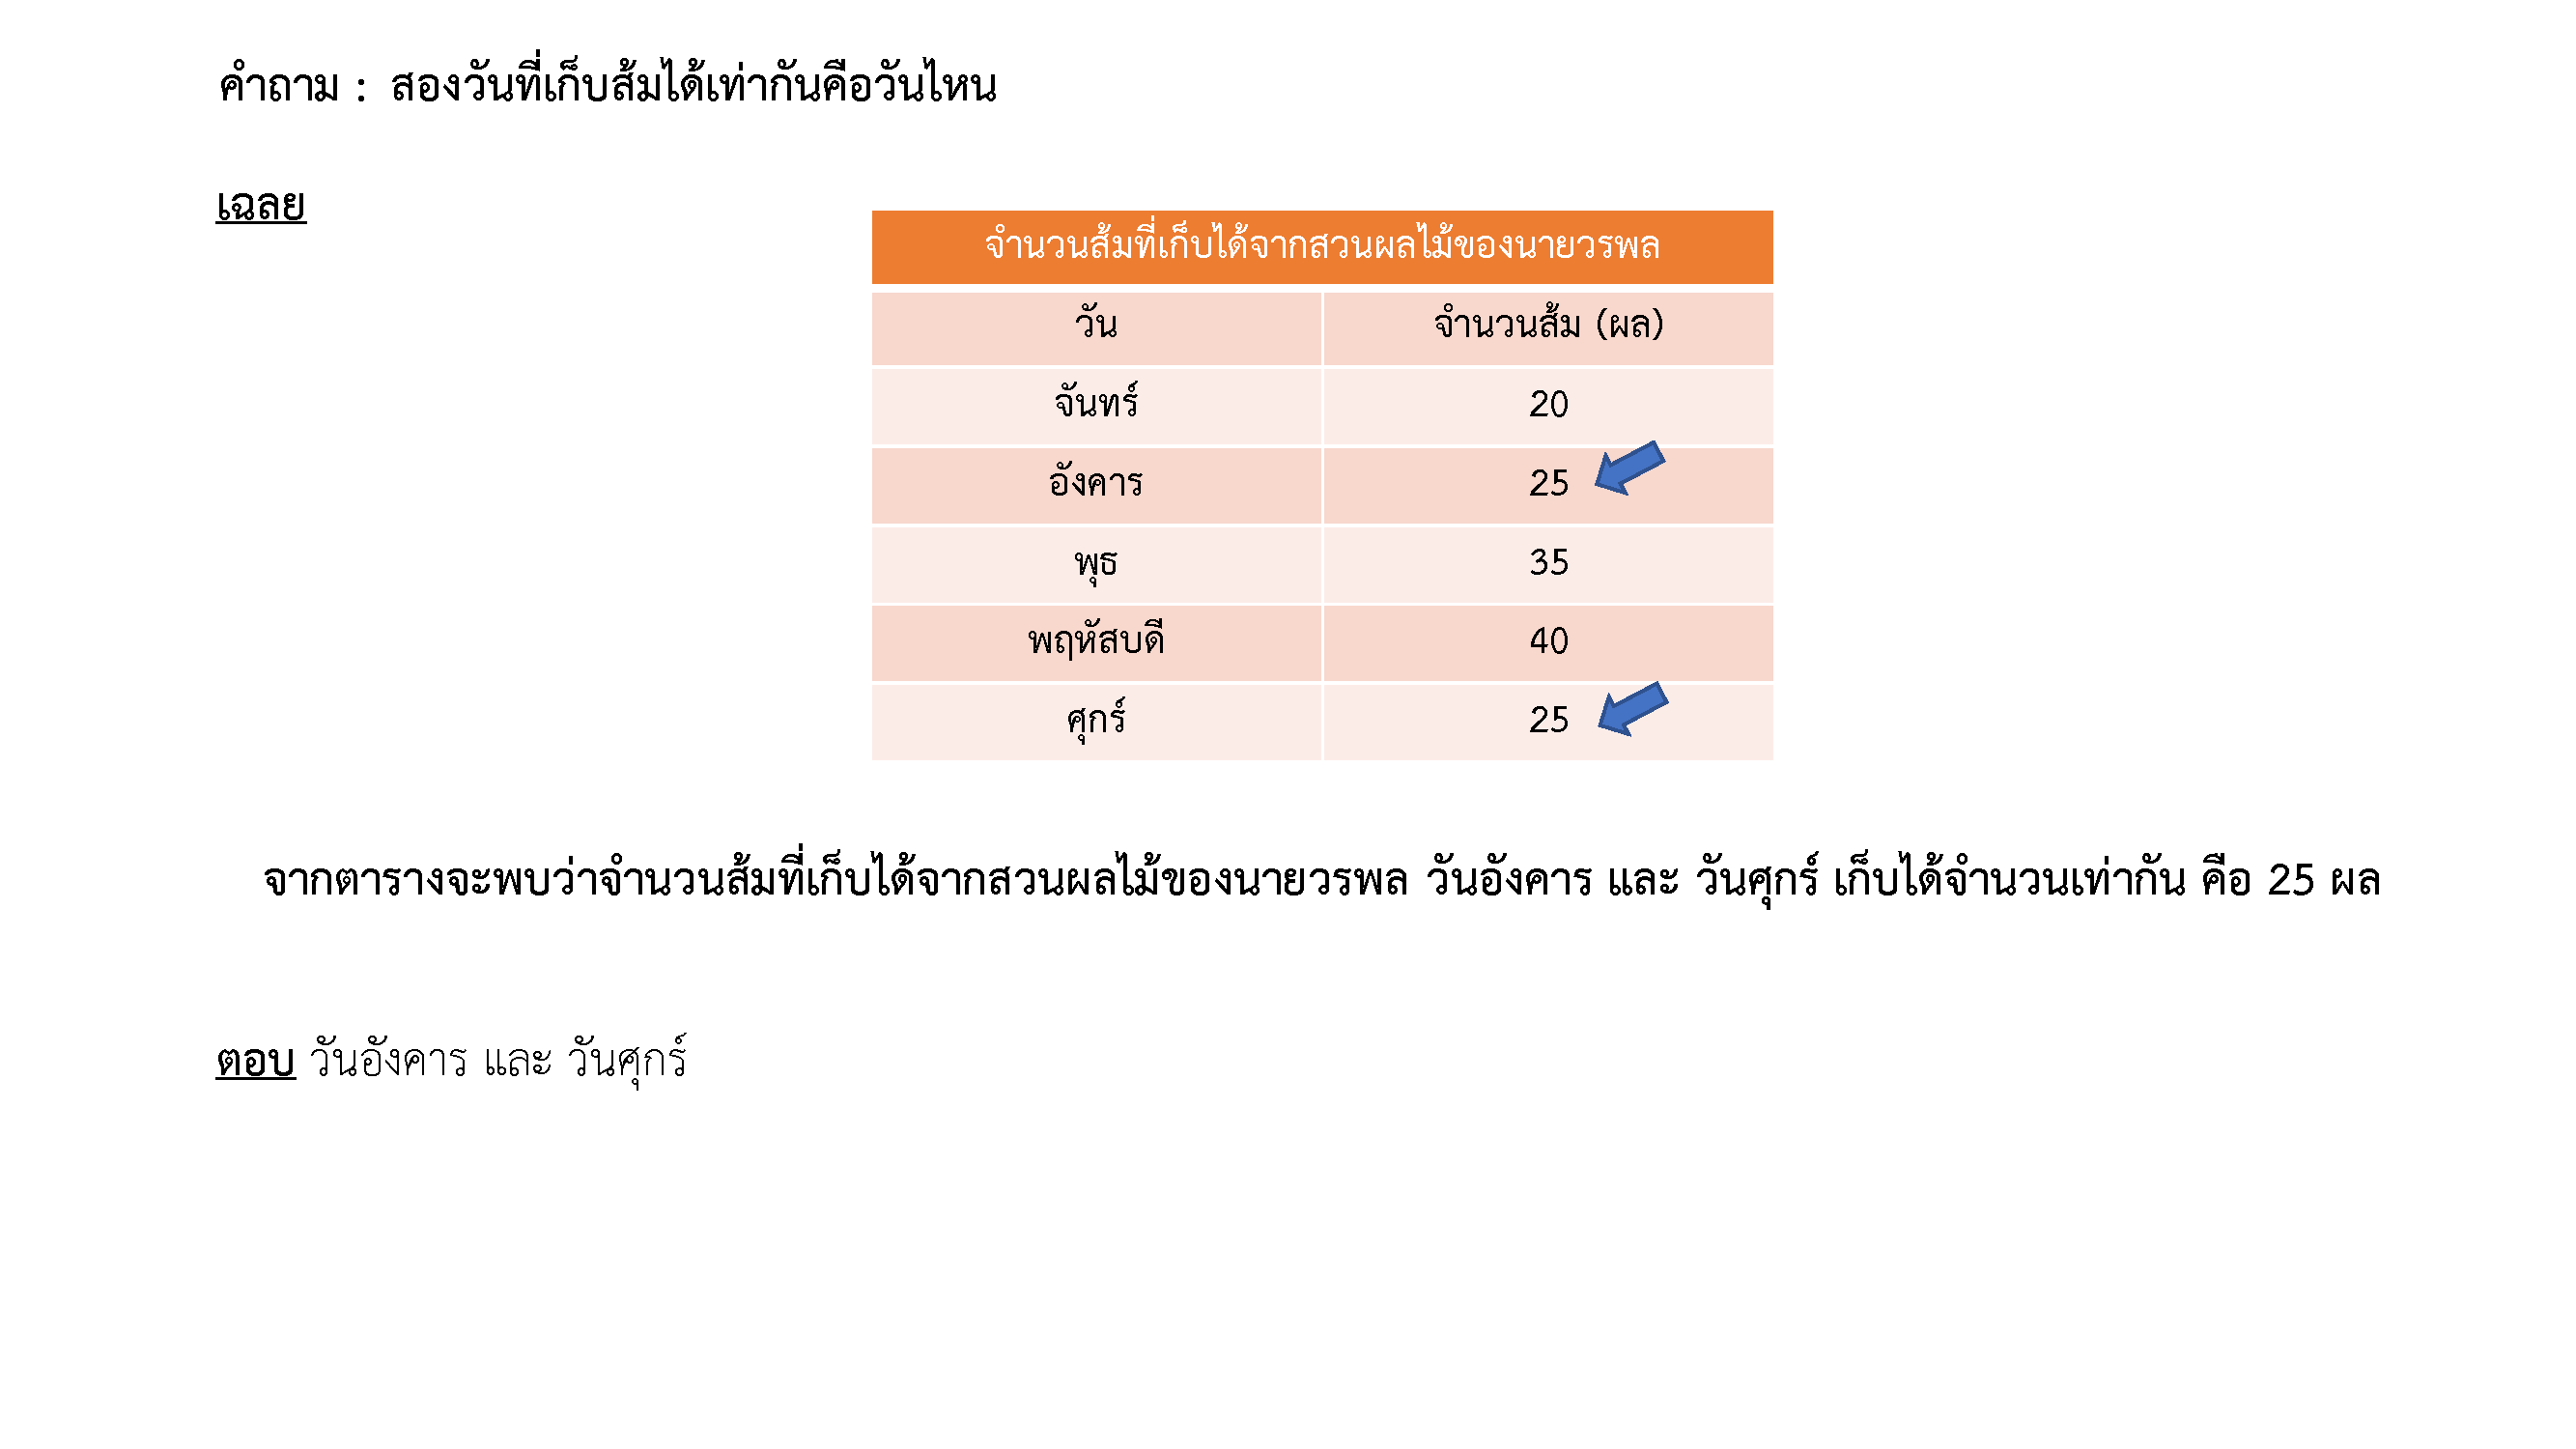 คำถาม : สองวันที่เก็บส้มได้เท่ากันคือวันไหน
เฉลย
จำนวนส้มที่เก็บได้จากสวนผลไม้ของนายวรพล
วัน จำนวนส้ม (ผล)
จันทร์ 20
อังคาร 25
พุธ 35
พฤหัสบดี 40
ศุกร์ 25
จากตารางจะพบว่าจำนวนส้มที่เก็บได้จากสวนผลไม้ของนายวรพล วันอังคาร และ วันศุกร์ เก็บได้จำนวนเท่ากัน คือ 25 ผล
ตอบ วันอังคาร และ วันศุกร์